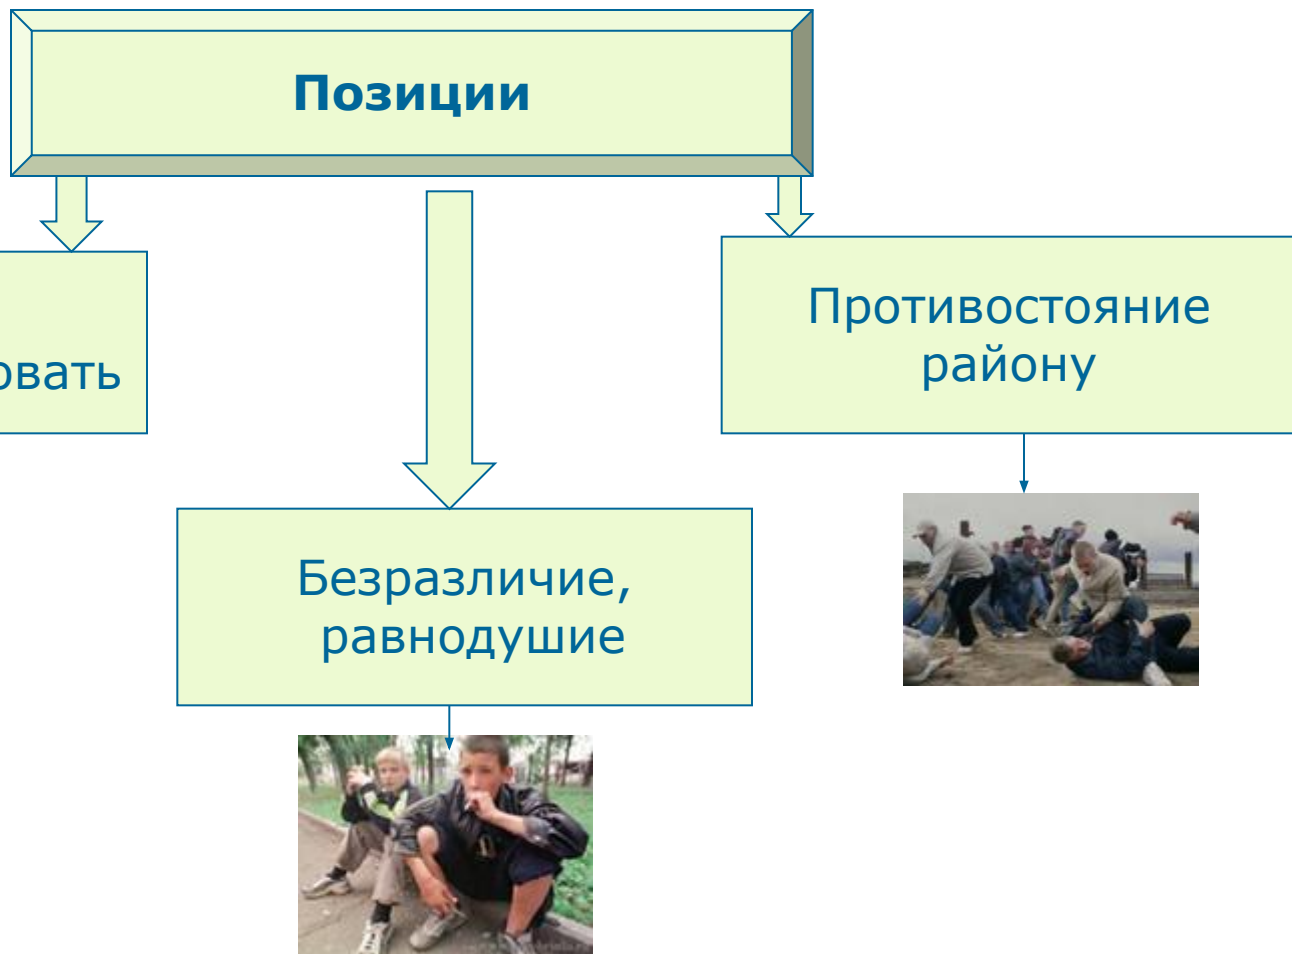 Позиции
овать
Противостояние
району
Безразличие,
равнодушие